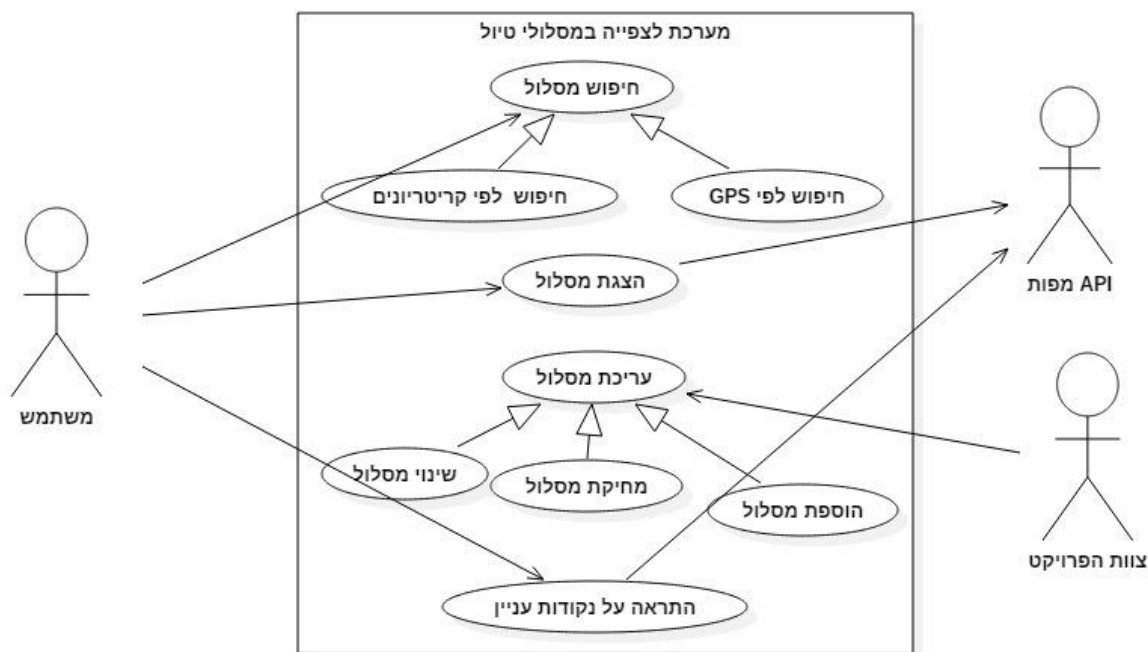 מערכת לצפייה במסלולי טיול
חיפוש מסלול
חיפוש לפי קריטריונים
חיפוש לפי GPS
הצגת מסלול
API מפות
עריכת מסלול
משתמש
שינוי מסלול
מחיקת מסלול
הוספת מסלול
צוות הפרויקט
התראה על נקודות עניין